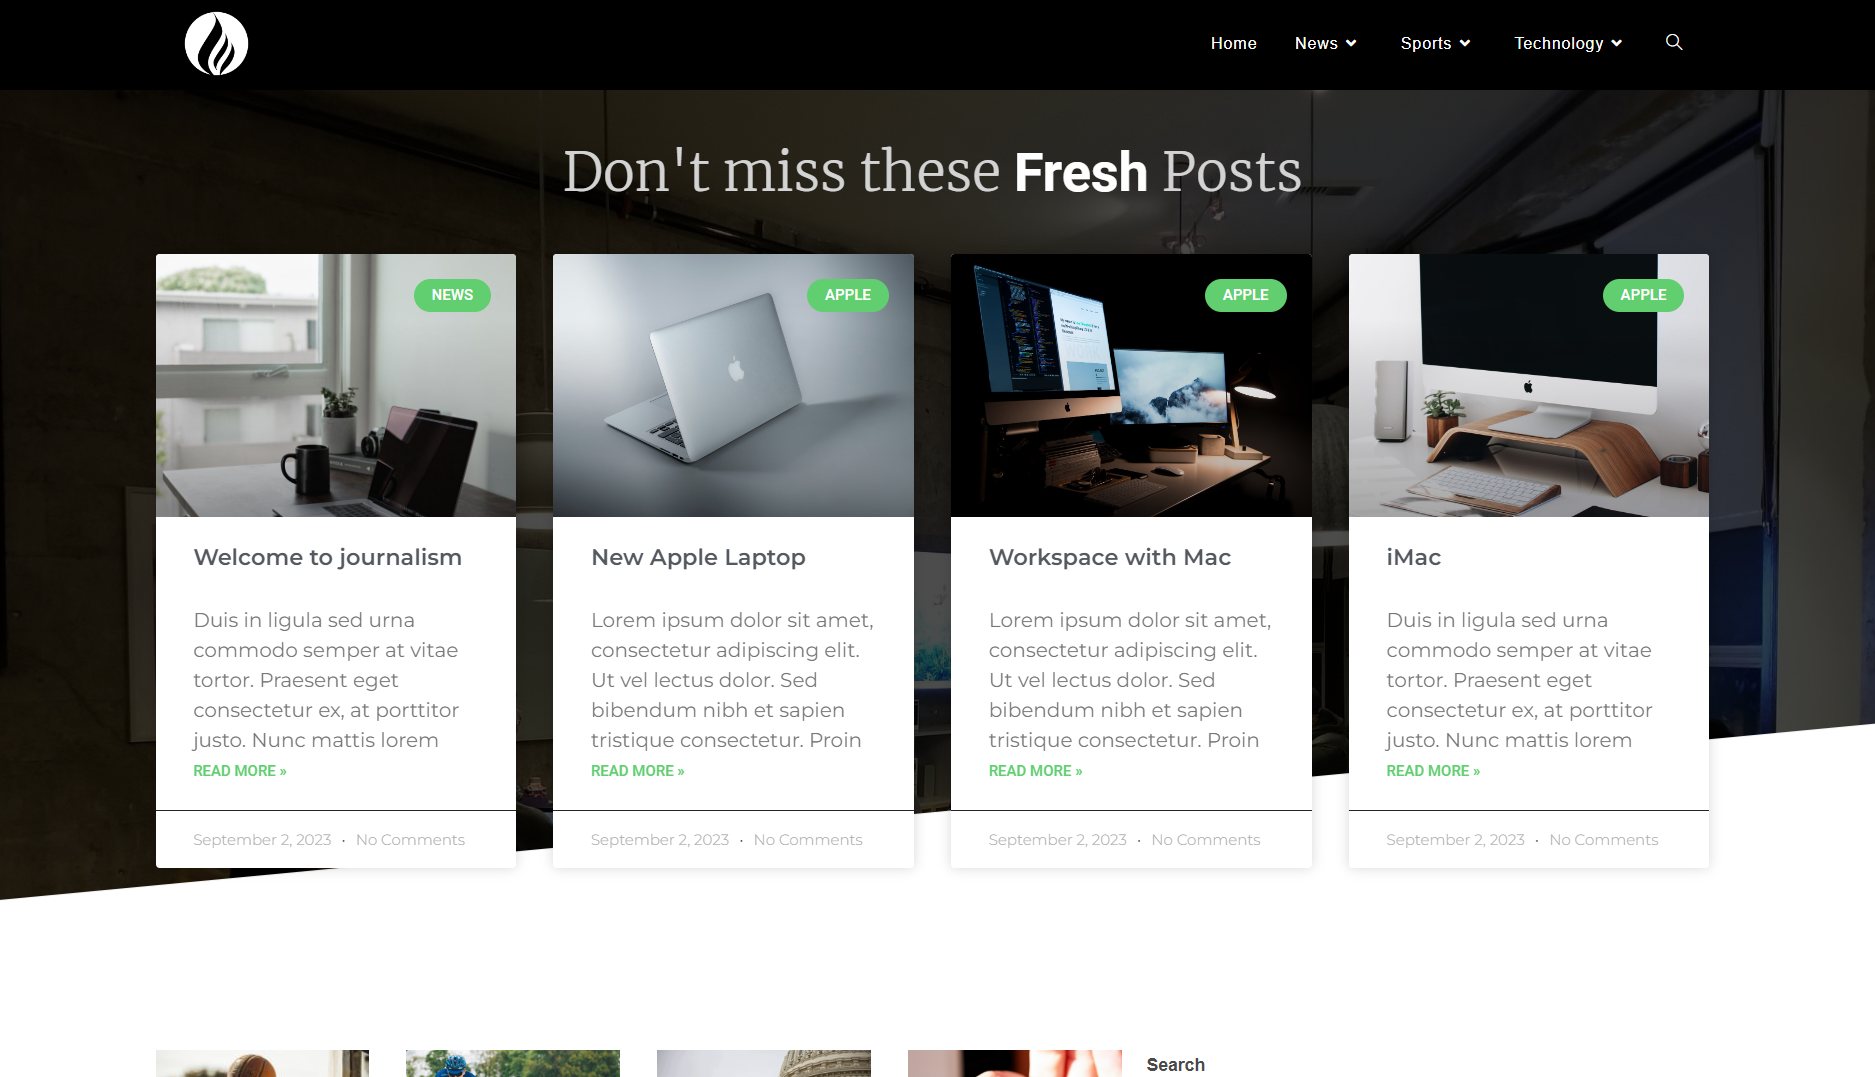 Home News Sports Technology
Don't miss these Fresh Posts
NEWS
Welcome to journalism
Duis in ligula sed urna
commodo semper at vitae
tortor. Praesent eget
consectetur ex, at porttitor
justo. Nunc mattis lorem
READ MORE »
September 2, 2023 • No Comments
APPLE
New Apple Laptop
Lorem ipsum dolor sit amet,
consectetur adipiscing elit.
Ut vel lectus dolor. Sed
bibendum nibh et sapien
tristique consectetur. Proin
READ MORE »
September 2, 2023 • No Comments
APPLE
Workspace with Mac
Lorem ipsum dolor sit amet,
consectetur adipiscing elit.
Ut vel lectus dolor. Sed
bibendum nibh et sapien
tristique consectetur. Proin
READ MORE »
September 2, 2023 • No Comments
APPLE
iMac
Duis in ligula sed urna
commodo semper at vitae
tortor. Praesent eget
consectetur ex, at porttitor
justo. Nunc mattis lorem
READ MORE »
September 2, 2023 • No Comments
Search